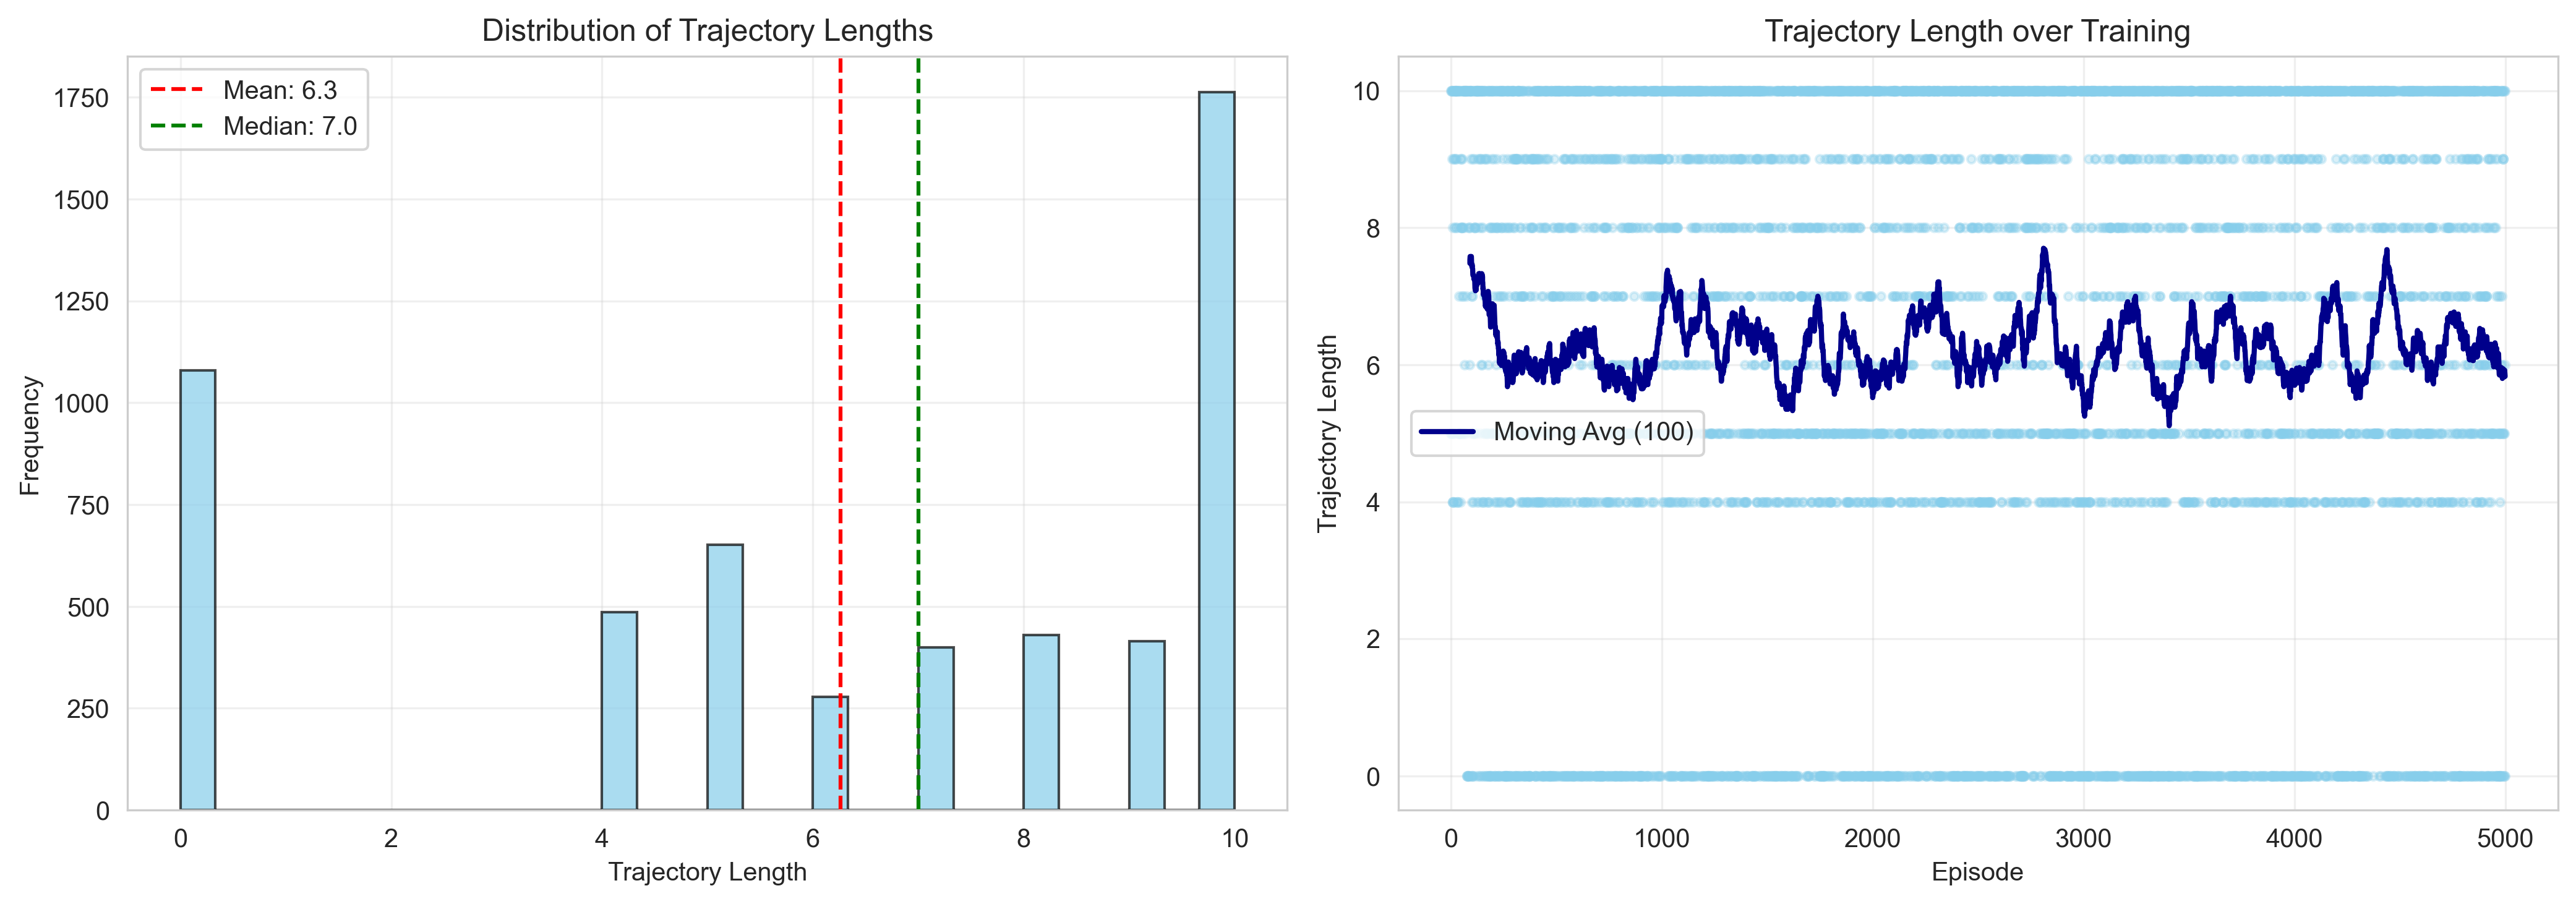 Distribution of Trajectory Lengths
Mean: 6.3
Median: 7.0
Frequency
1750
1500
1250
1000
750
500
250
0
0 2 4 6 8 10
Trajectory Length
Trajectory Length over Training
Moving Avg (100)
Trajectory Length
10
8
6
4
2
0
0 1000 2000 3000 4000 5000
Episode